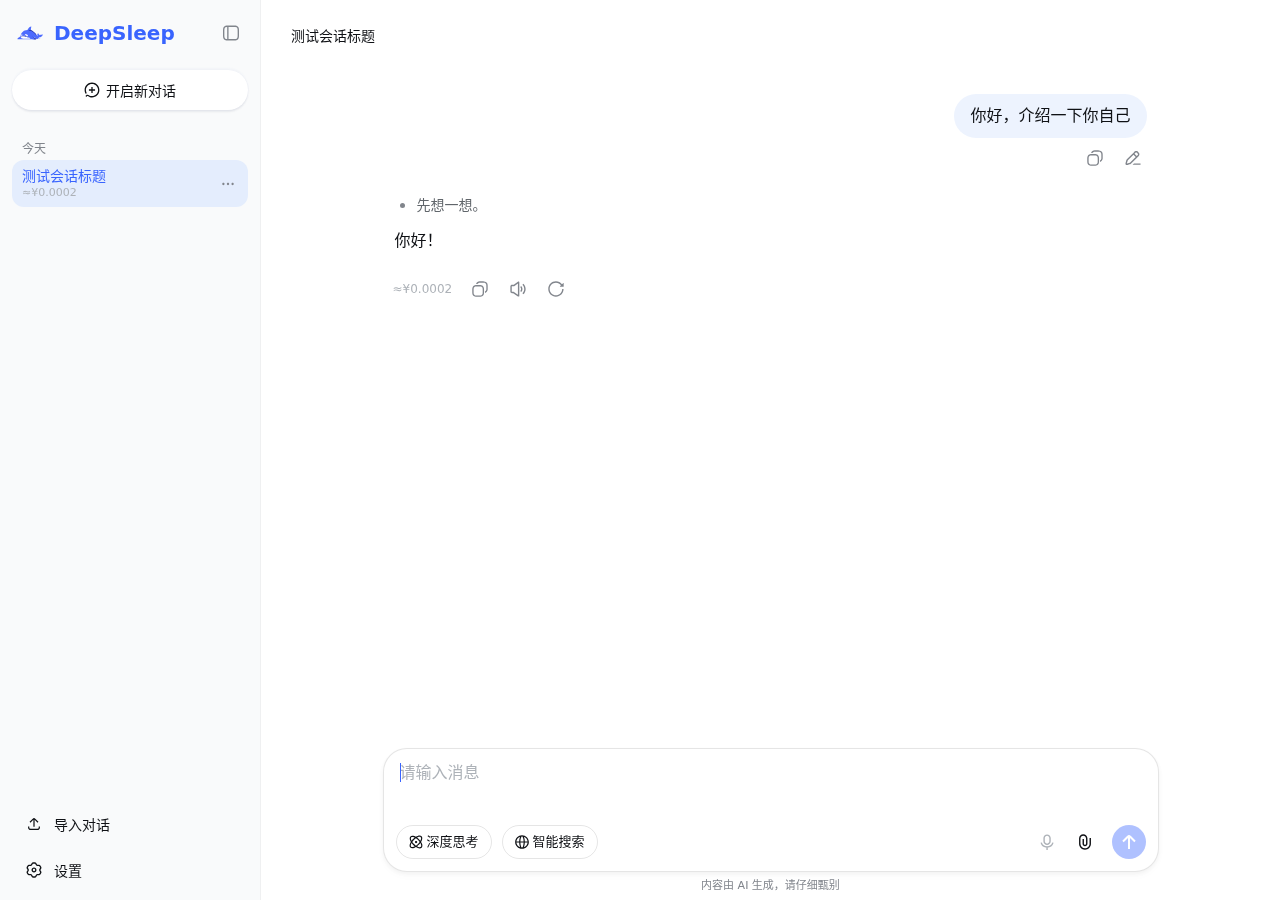 DeepSleep
开启新对话
今天
测试会话标题
≈¥0.0002
导入对话
设置
测试会话标题
你好，介绍一下你自己
先想一想。
你好！
≈¥0.0002
请输入消息
深度思考
智能搜索
内容由 AI 生成，请仔细甄别